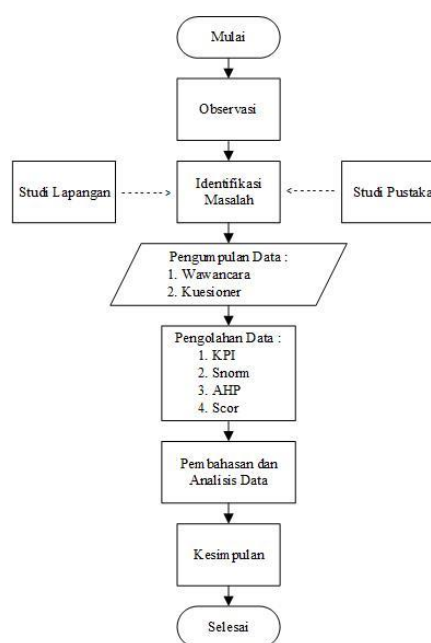 Mulai
Observasi
Studi Lapangan
Identifikasi
Masalah
Studi Pustaka
Pengumpulan Data :
1. Wawancara
2. Kuesioner
Pengolahan Data :
1. KPI
2. Snorm
3. AHP
4. Scor
Pembahasan dan
Analisis Data
Kesimpulan
Selesai